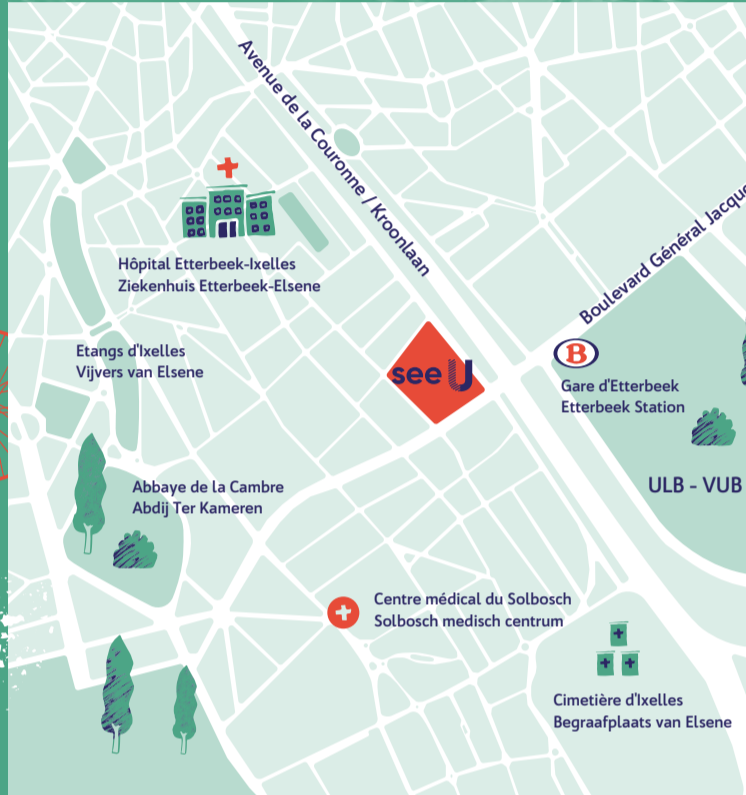 Avenue de la Couronne / Kroonlaan
Boulevard Général Jacque
Hôpital Etterbeek-Ixelles
Ziekenhuis Etterbeek-Elsene
Etangs d'Ixelles
Vijvers van Elsene
see U
B
Gare d'Etterbeek
Etterbeek Station
ULB - VUB
Abbaye de la Cambre
Abdij Ter Kameren
Centre médical du Solbosch
Solbosch medisch centrum
Cimetière d'Ixelles
Begraafplaats van Elsene